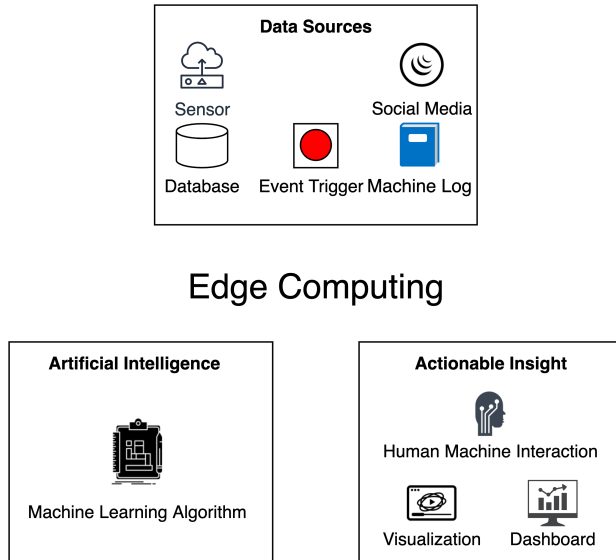 Data Sources
Sensor
Social Media
Database
Event Trigger
Machine Log
Edge Computing
Artificial Intelligence
Machine Learning Algorithm
Actionable Insight
Human Machine Interaction
Visualization
Dashboard